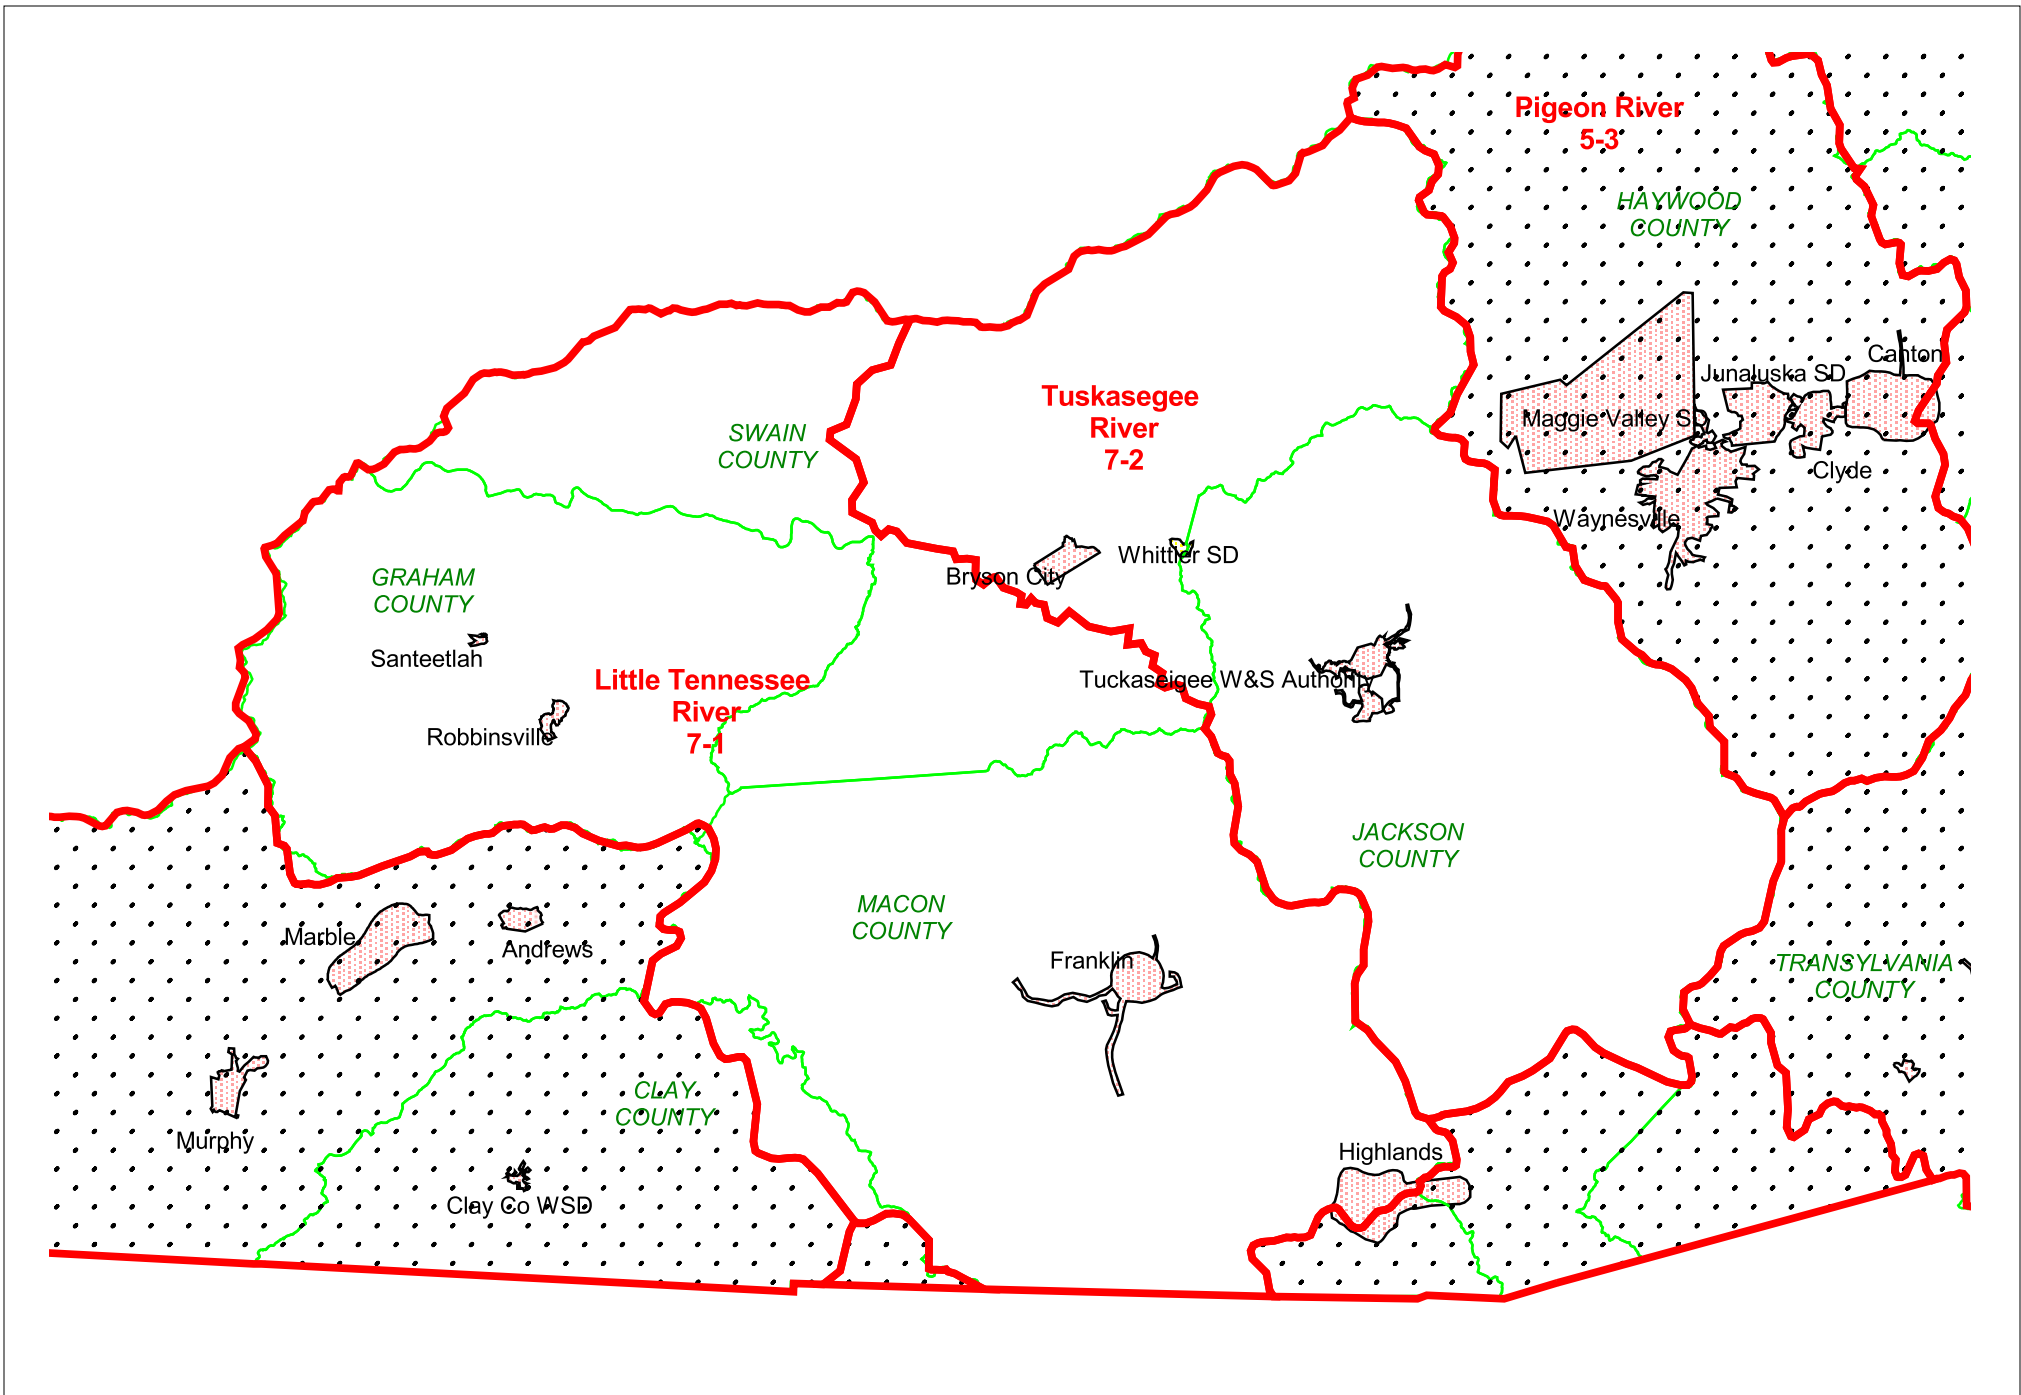 Pigeon River
5-3
HAYWOOD
COUNTY
Canton
Junaluska SD
Maggie Valley SD
Clyde
Waynesville
Tuskasegee
River
7-2
SWAIN
COUNTY
Whittier SD
Bryson City
GRAHAM
COUNTY
Santeetlah
Little Tennessee
River
7-1
Robbinsville
Tuckaseigee W&S Authority
JACKSON
COUNTY
MACON
COUNTY
Marble
Andrews
Franklin
TRANSYLVANIA
COUNTY
CLAY
COUNTY
Murphy
Highlands
Clay Co WSD